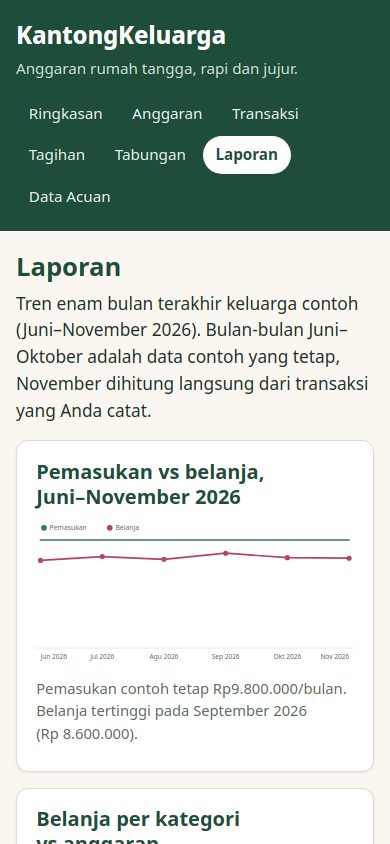 KantongKeluarga
Anggaran rumah tangga, rapi dan jujur.
Ringkasan Anggaran Transaksi
Tagihan Tabungan Laporan
Data Acuan
Laporan
Tren enam bulan terakhir keluarga contoh
(Juni–November 2026). Bulan-bulan Juni–
Oktober adalah data contoh yang tetap,
November dihitung langsung dari transaksi
yang Anda catat.
Pemasukan vs belanja,
Juni–November 2026
Pemasukan Belanja
Jun 2026 Jul 2026 Agu 2026 Sep 2026 Okt 2026 Nov 2026
Pemasukan contoh tetap Rp9.800.000/bulan.
Belanja tertinggi pada September 2026
(Rp 8.600.000).
Belanja per kategori
vs anggaran